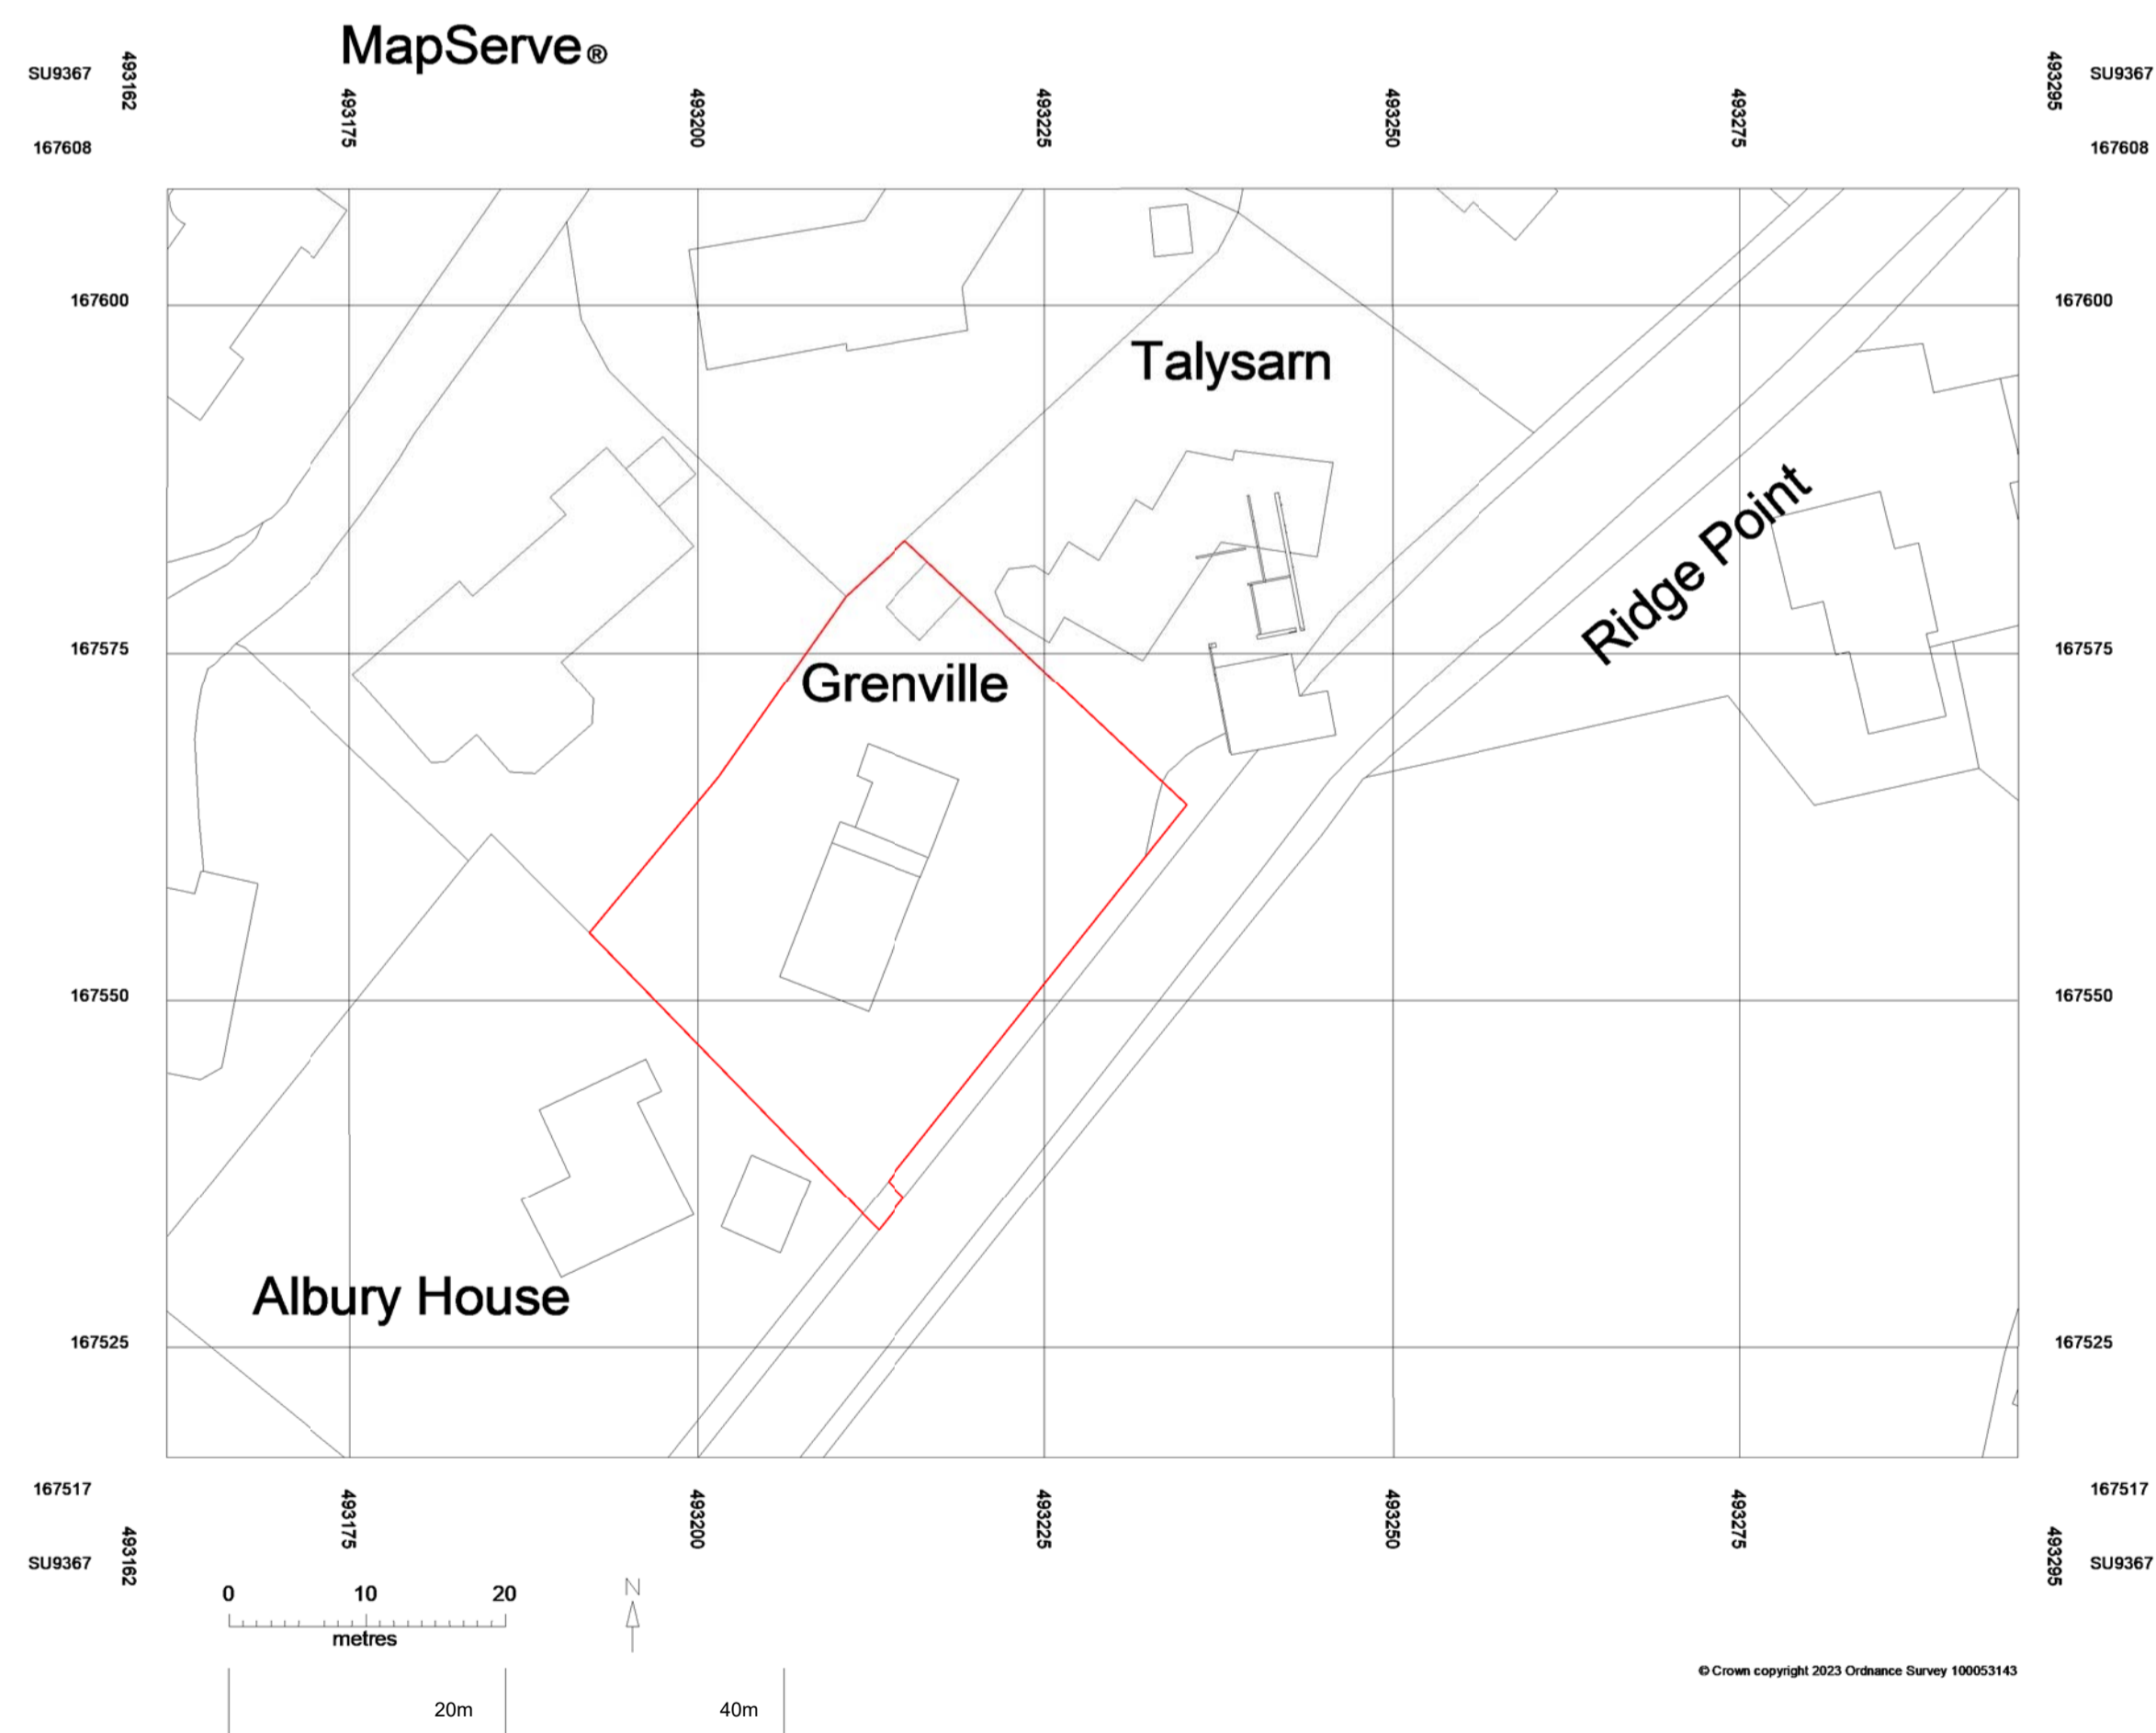 MapServe®
SU9367
493162
493295
SU9367
493175
493200
493225
493250
493275
167608
167608
167600
167600
Talysarn
Ridge Point
167575
167575
Grenville
167550
167550
Albury House
167525
167525
167517
167517
493175
493200
493225
493250
493275
SU9367
493162
493295
SU9367
0 10 20
metres
N
© Crown copyright 2023 Ordnance Survey 100053143
20m 40m